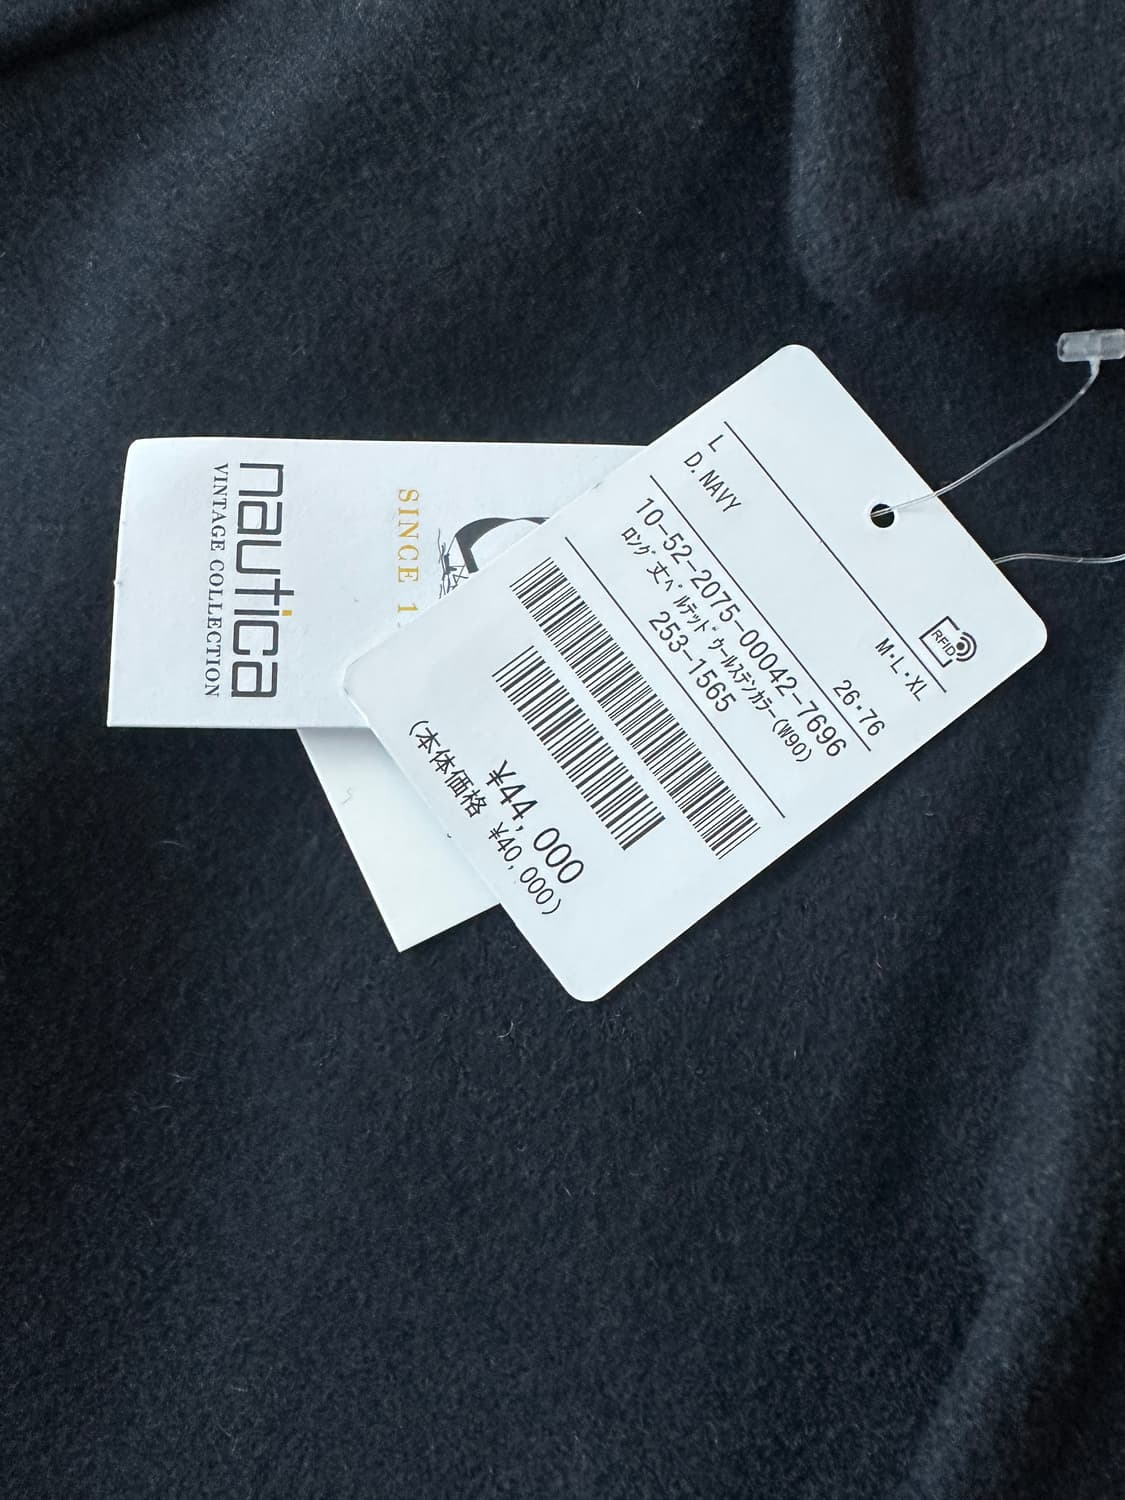 nautica
VINTAGE COLLECTION
SINCE 1
RFID
M・L・XL
L
D. NAVY
26・76
10-52-2075-00042-7696
ロング丈ベルテッドウールステンカラー(W90)
253-1565
¥44,000
(本体価格 ¥40,000)